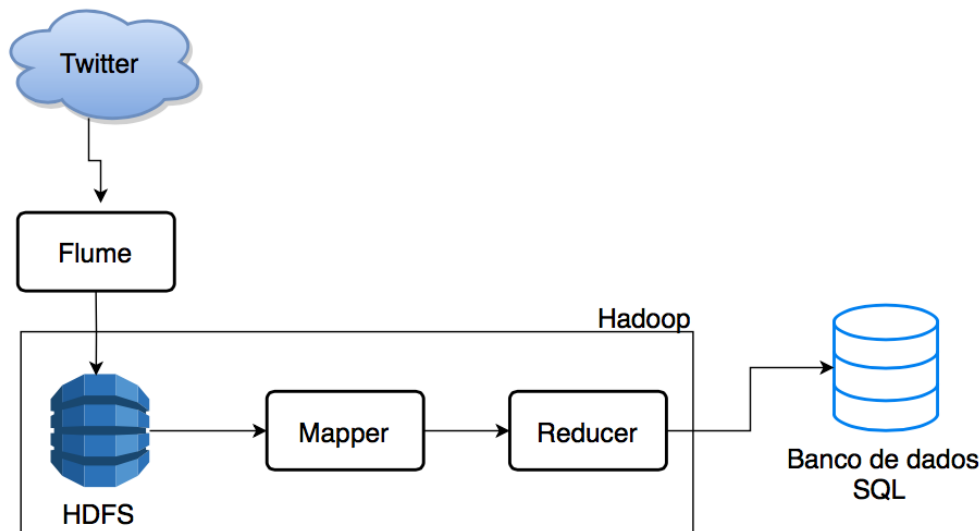 Twitter
Flume
Hadoop
Mapper
Reducer
HDFS
Banco de dados
SQL